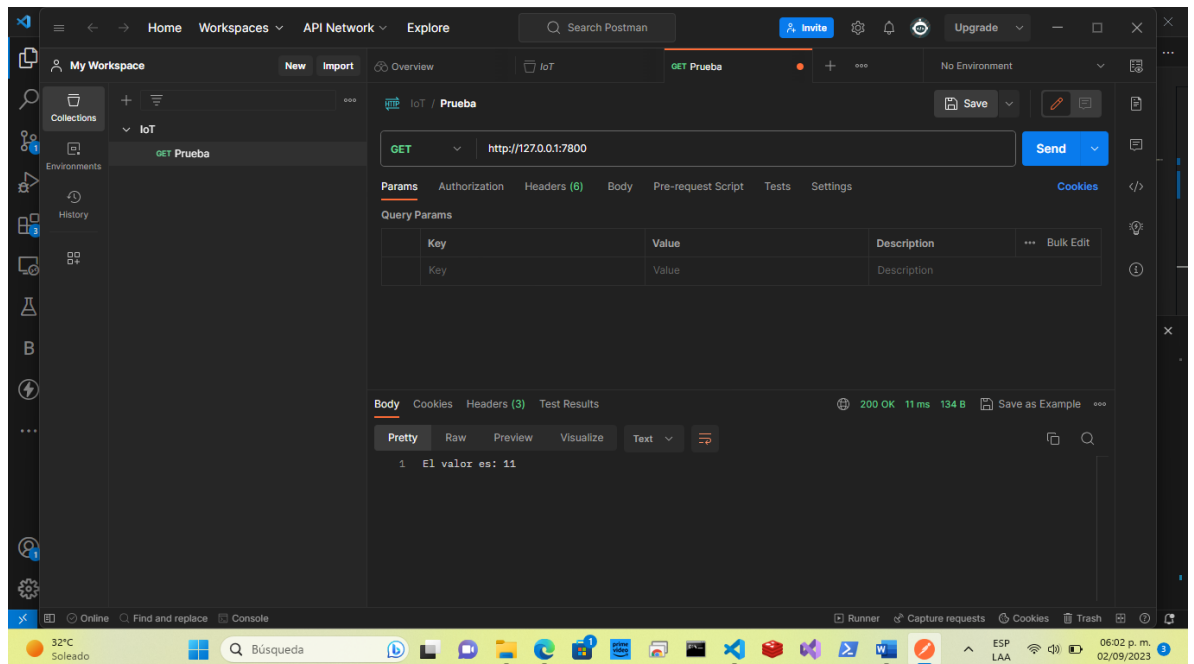 Home Workspaces API Network Explore Search Postman Invite Upgrade
My Workspace New Import Overview IoT GET Prueba No Environment
Collections
IoT
GET Prueba
Environments
History
HTTP IoT / Prueba Save
GET http://127.0.0.1:7800 Send
Params Authorization Headers (6) Body Pre-request Script Tests Settings Cookies
Query Params
Key Value Description Bulk Edit
Key Value Description
Body Cookies Headers (3) Test Results 200 OK 11 ms 134 B Save as Example
Pretty Raw Preview Visualize Text
1 El valor es: 11
Online Find and replace Console Runner Capture requests Cookies Trash
32°C
Soleado
Búsqueda
ESP
LAA
06:02 p. m.
02/09/2023